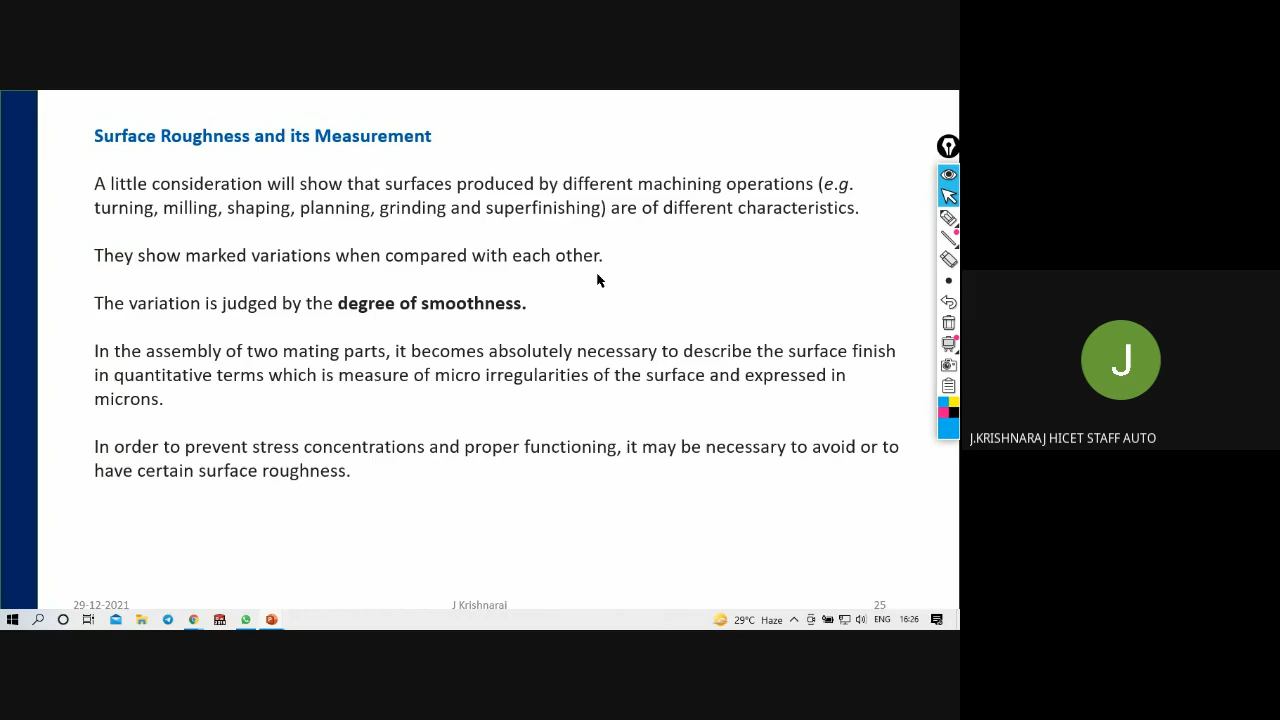 Surface Roughness and its Measurement
A little consideration will show that surfaces produced by different machining operations (e.g.
turning, milling, shaping, planning, grinding and superfinishing) are of different characteristics.
They show marked variations when compared with each other.
The variation is judged by the degree of smoothness.
In the assembly of two mating parts, it becomes absolutely necessary to describe the surface finish
in quantitative terms which is measure of micro irregularities of the surface and expressed in
microns.
In order to prevent stress concentrations and proper functioning, it may be necessary to avoid or to
have certain surface roughness.
29-12-2021
J Krishnaraj
25
29°C Haze
ENG
16:26
J
J.KRISHNARAJ HICET STAFF AUTO